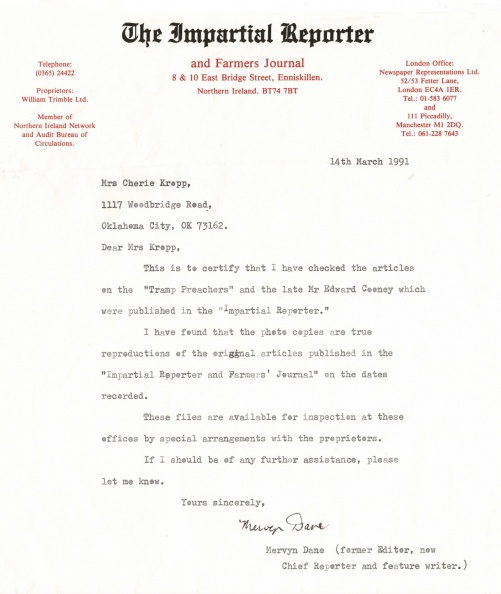 The Impartial Reporter
and Farmers Journal
8 & 10 East Bridge Street, Enniskillen.
Northern Ireland. BT74 7BT
Telephone:
(0365) 24422
Proprietors:
William Trimble Ltd.
Member of
Northern Ireland Network
and Audit Bureau of
Circulations.
London Office:
Newspaper Representations Ltd.
52/53 Fetter Lane,
London EC4A 1ER.
Tel.: 01-583 6077
and
111 Piccadilly,
Manchester M1 2DQ.
Tel.: 061-228 7643
14th March 1991
Mrs Cherie Kropp,
1117 Woodbridge Road,
Oklahoma City, OK 73162.
Dear Mrs Kropp,
This is to certify that I have checked the articles
on the "Tramp Preachers" and the late Mr Edward Cooney which
were published in the "Impartial Reporter."
I have found that the photo copies are true
reproductions of the original articles published in the
"Impartial Reporter and Farmers' Journal" on the dates
recorded.
These files are available for inspection at these
offices by special arrangements with the proprietors.
If I should be of any further assistance, please
let me know.
Yours sincerely,
Mervyn Dane
Mervyn Dane (former Editor, now
Chief Reporter and feature writer.)